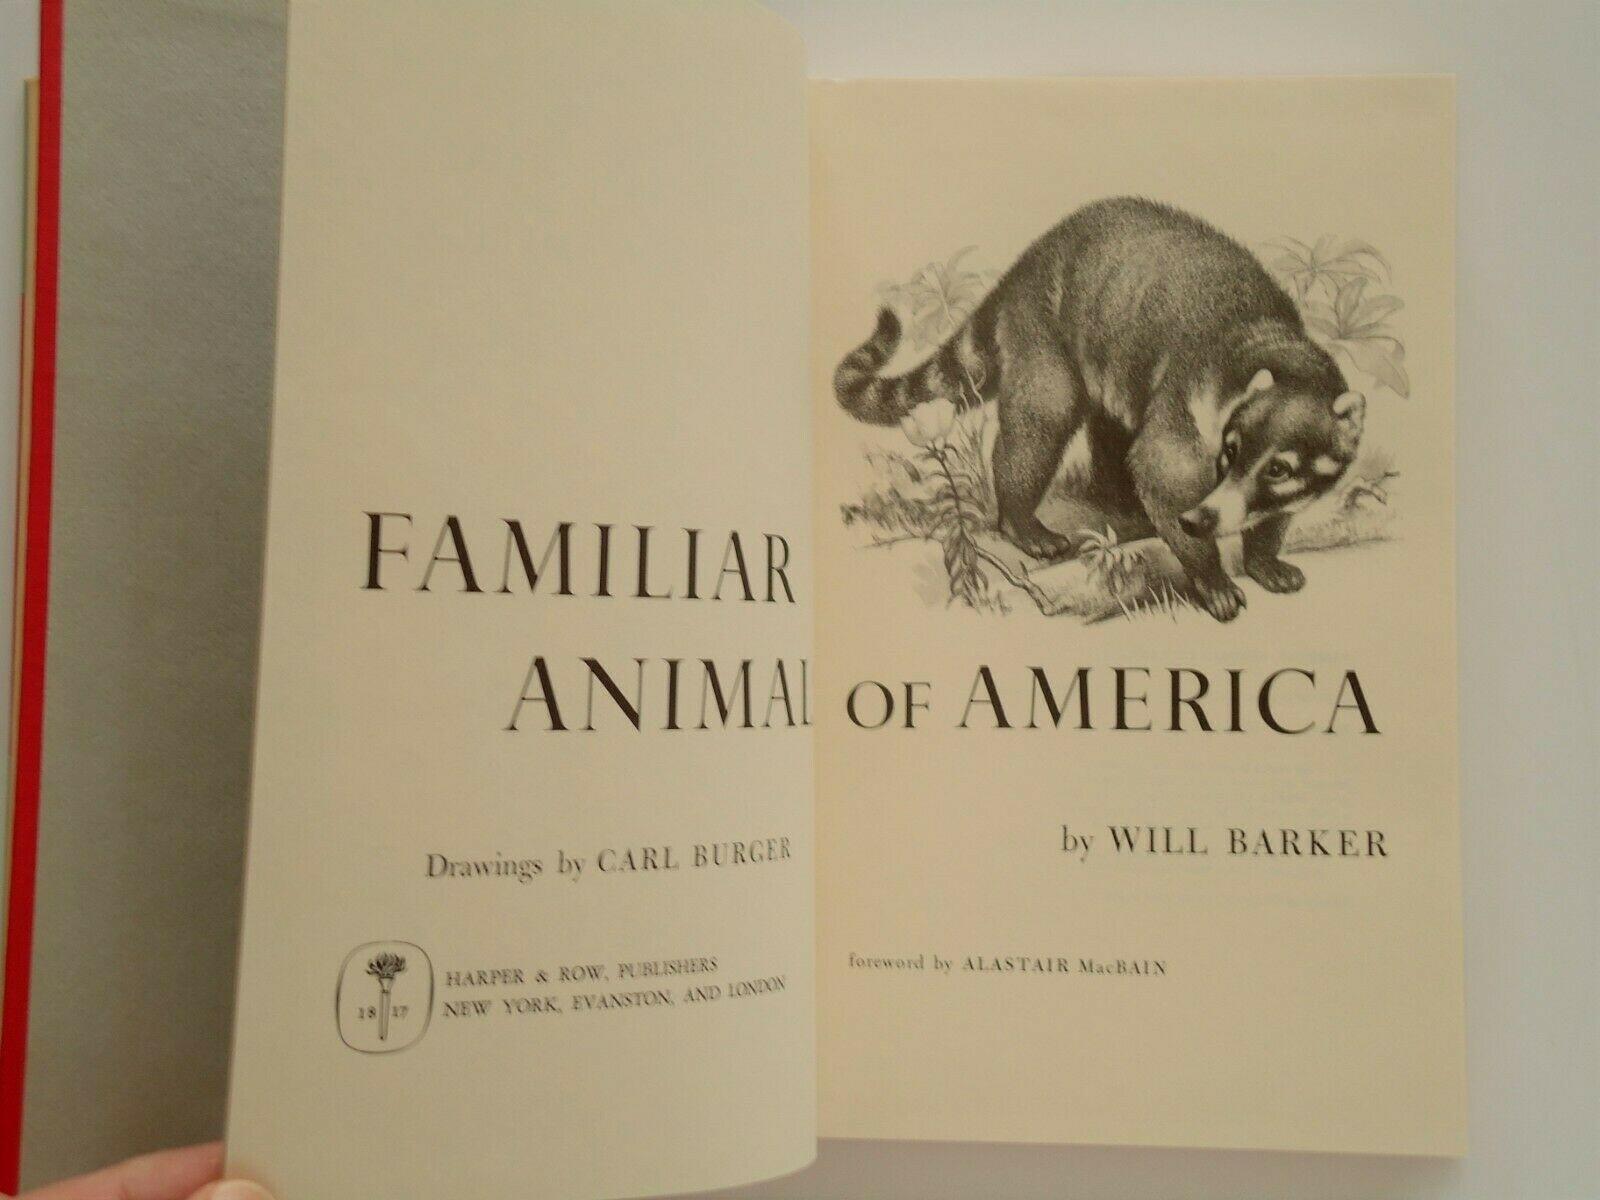 FAMILIAR
ANIMAL OF AMERICA
Drawings by CARL BURGER
by WILL BARKER
18 17
HARPER & ROW, PUBLISHERS
NEW YORK, EVANSTON, AND LONDON
foreword by ALASTAIR MacBAIN